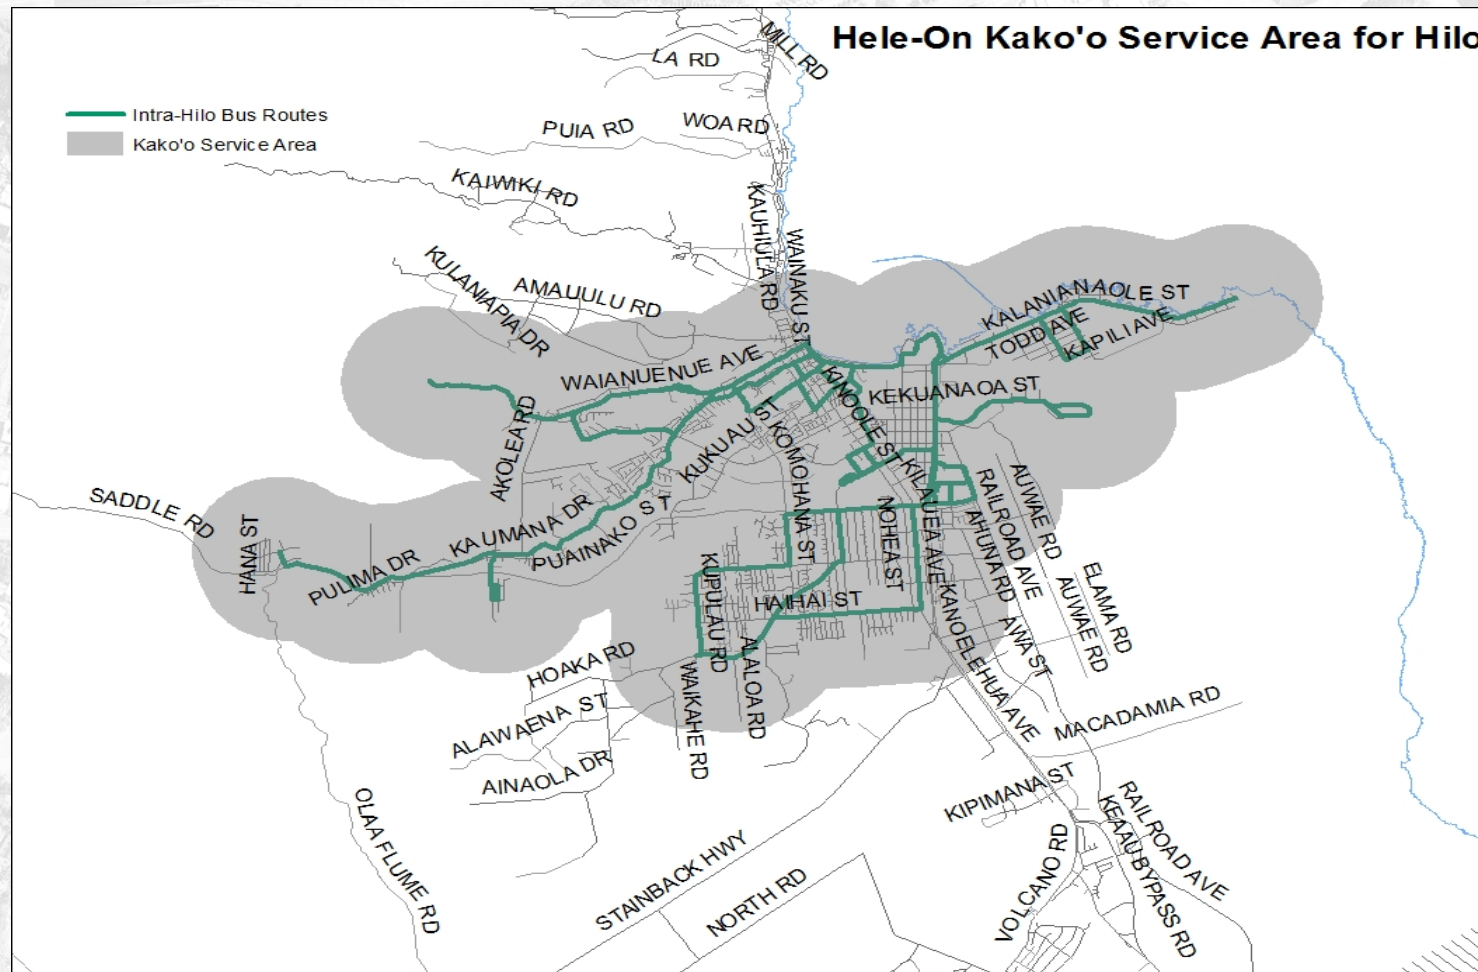 Hele-On Kako'o Service Area for Hilo
MILL RD
LA RD
Intra-Hilo Bus Routes
Kako'o Service Area
PUIA RD
WOA RD
KAIWIKI RD
KAUHIULA RD
WAINAKU ST
KULANIAPIA DR
AMAUULU RD
KALANIANAOLE ST
TODD AVE
KAPILI AVE
WAIANUENUE AVE
KINOOLE ST
KEKUANAOA ST
AKOLEA RD
KUKUAU ST
KOMOHANA ST
KILAUEA AVE
NOHEA ST
RAILROAD AVE
AUWAE RD
AHUNA RD
SADDLE RD
HANA ST
PULIMA DR
KAUMANA DR
PUAINAKO ST
KUPULAU RD
HAIHAI ST
KANOELEHUA AVE
AWA ST
AUWAE RD
ELAMA RD
HOAKA RD
ALALOA RD
WAIKAHE RD
ALAWAENA ST
AINAOLA DR
MACADAMIA RD
KIPIMANA ST
OLAA FLUME RD
STAINBACK HWY
NORTH RD
VOLCANO RD
KEAAU BYPASS RD
RAILROAD AVE